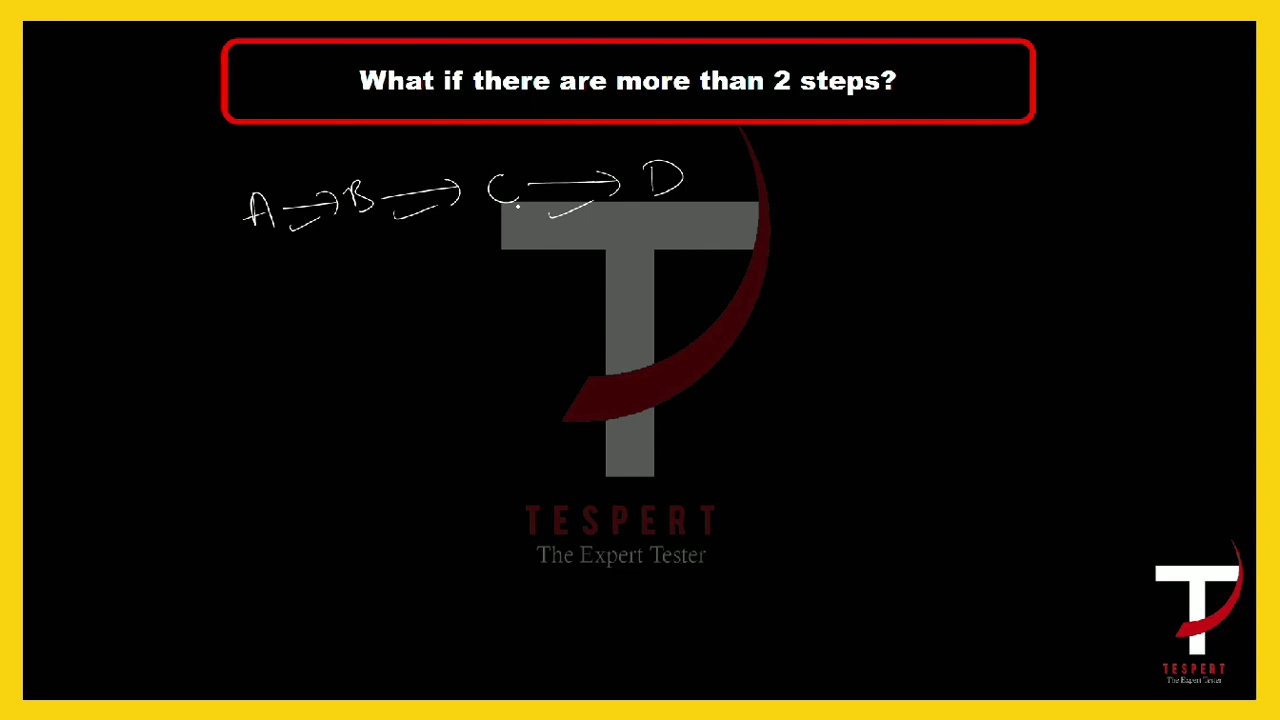 What if there are more than 2 steps?
A → B → C → D
TESPERT
The Expert Tester
TESPERT
The Expert Tester